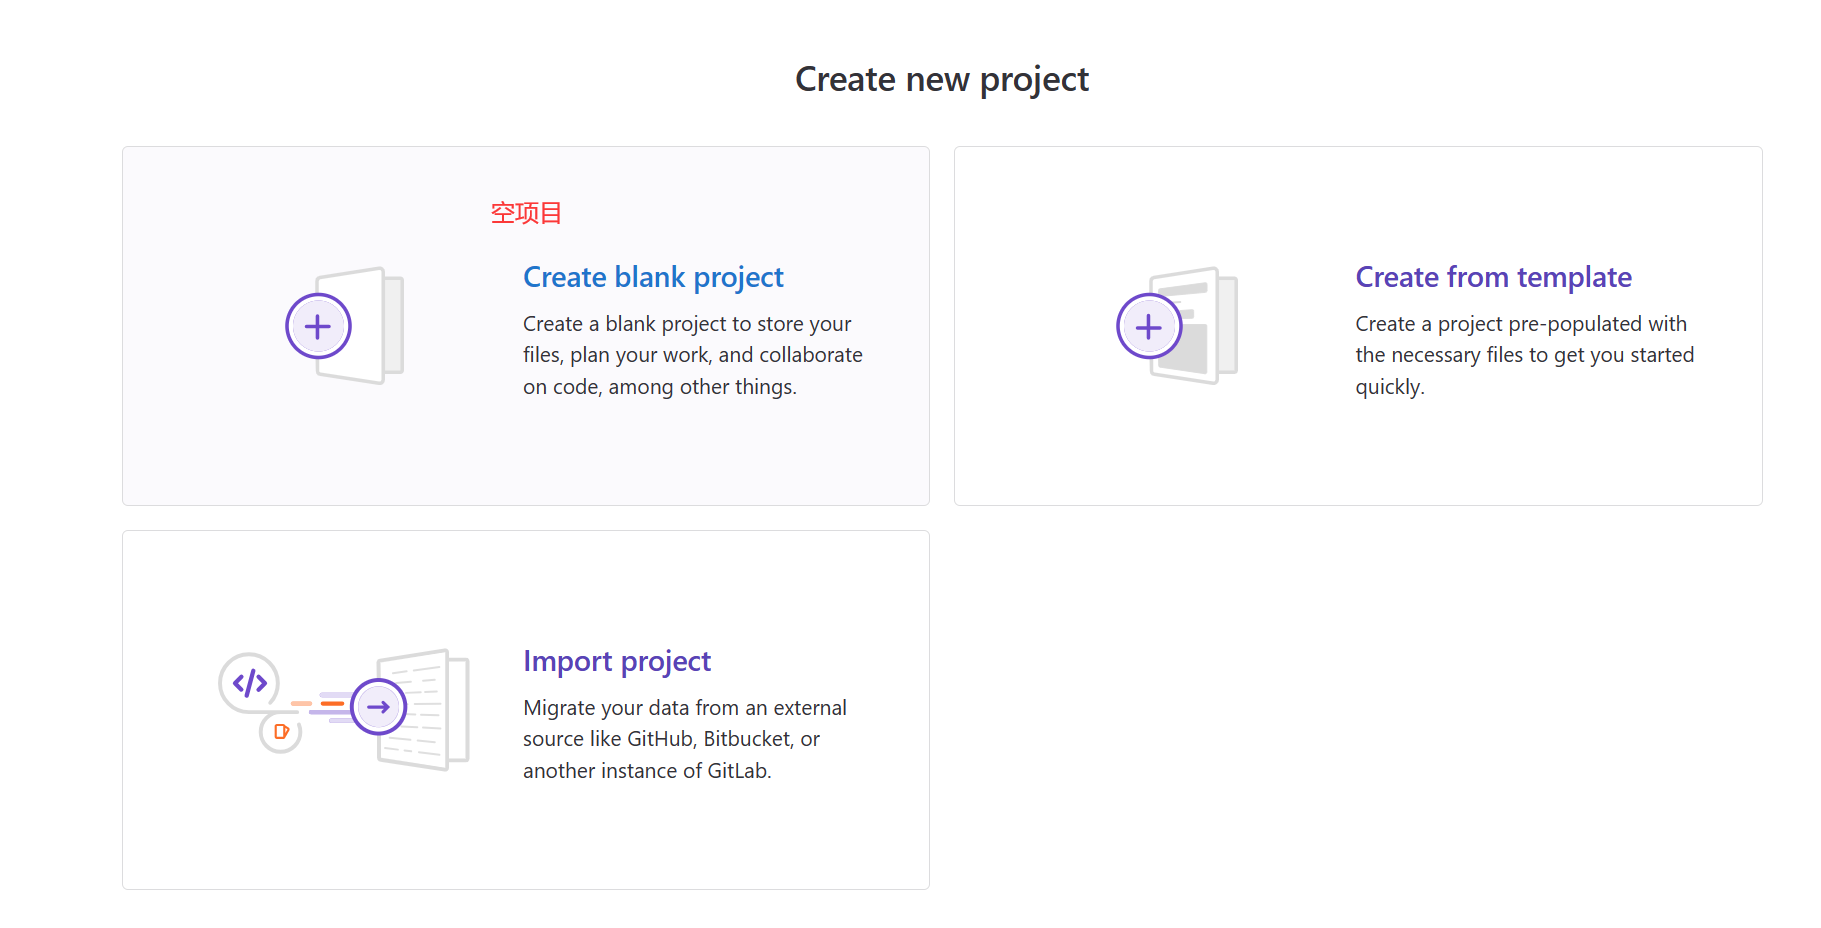 Create new project
空项目
Create blank project
Create a blank project to store your
files, plan your work, and collaborate
on code, among other things.
Create from template
Create a project pre-populated with
the necessary files to get you started
quickly.
Import project
Migrate your data from an external
source like GitHub, Bitbucket, or
another instance of GitLab.